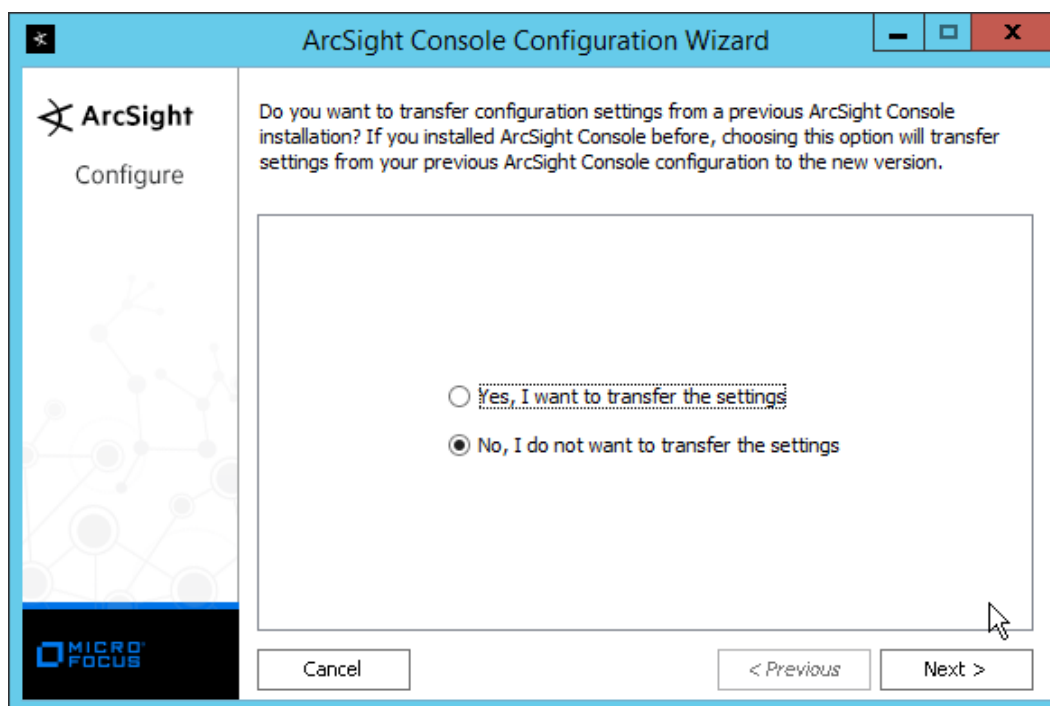 ArcSight Console Configuration Wizard
ArcSight
Configure
Do you want to transfer configuration settings from a previous ArcSight Console
installation? If you installed ArcSight Console before, choosing this option will transfer
settings from your previous ArcSight Console configuration to the new version.
Yes, I want to transfer the settings
No, I do not want to transfer the settings
MICRO
FOCUS
Cancel
< Previous
Next >